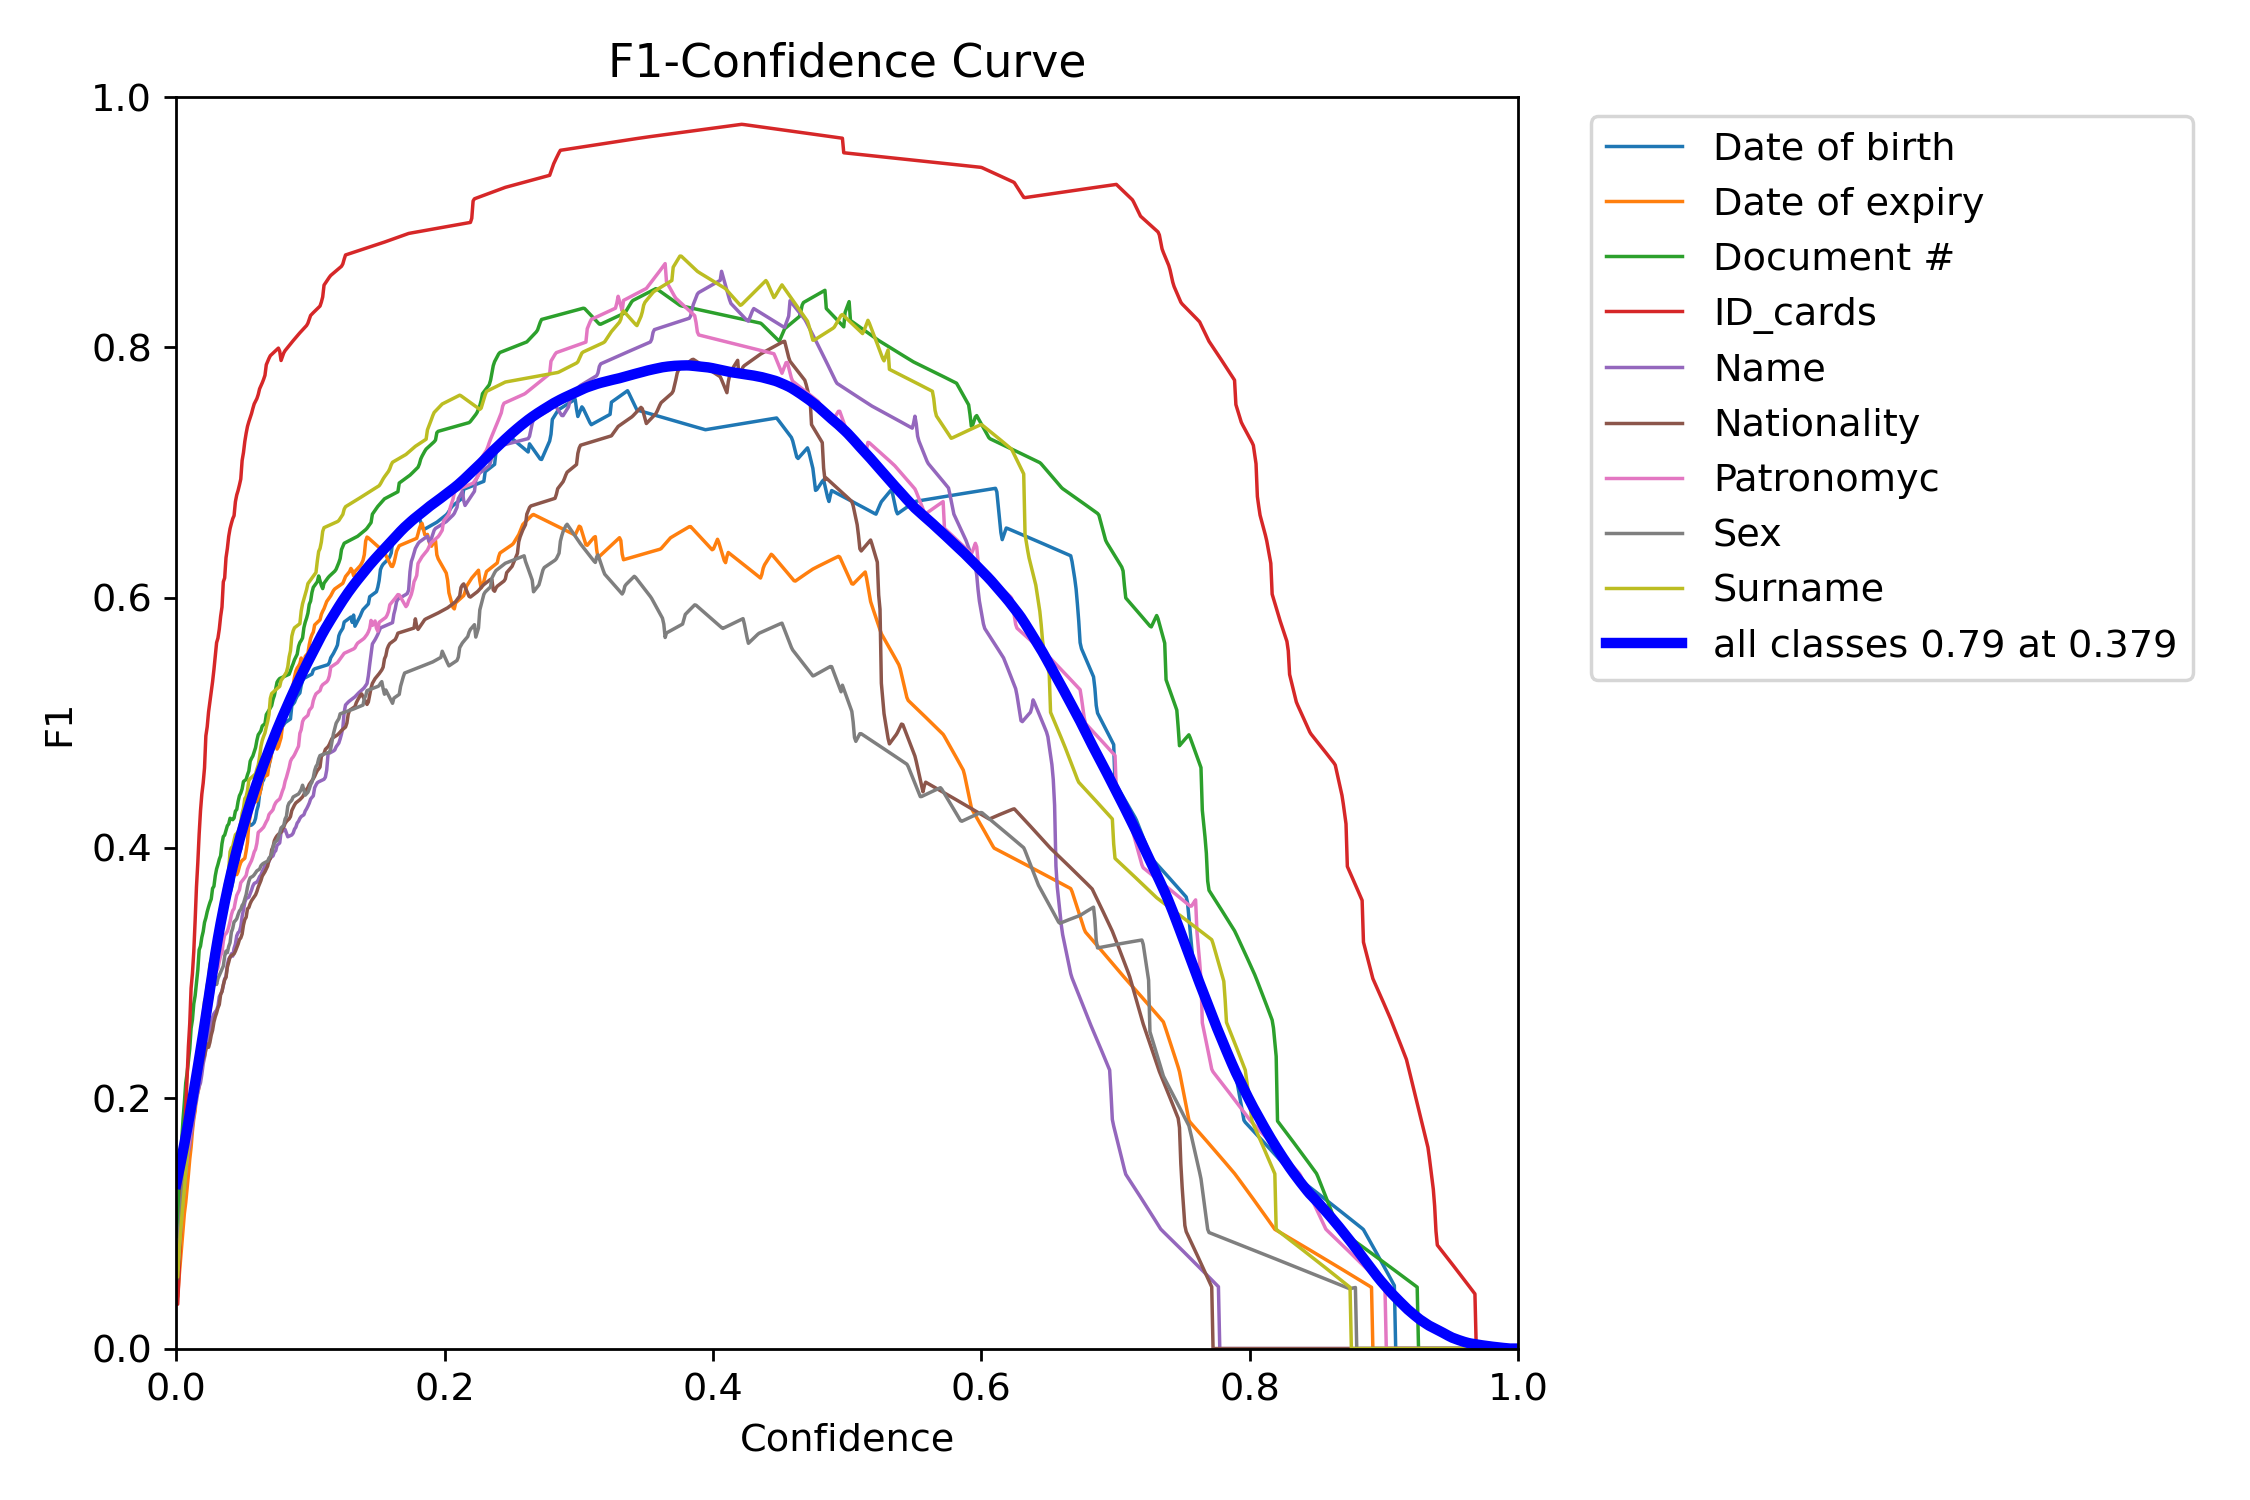 F1-Confidence Curve
1.0
0.8
0.6
0.4
0.2
0.0
F1
0.0 0.2 0.4 0.6 0.8 1.0
Confidence
Date of birth
Date of expiry
Document #
ID_cards
Name
Nationality
Patronomyc
Sex
Surname
all classes 0.79 at 0.379